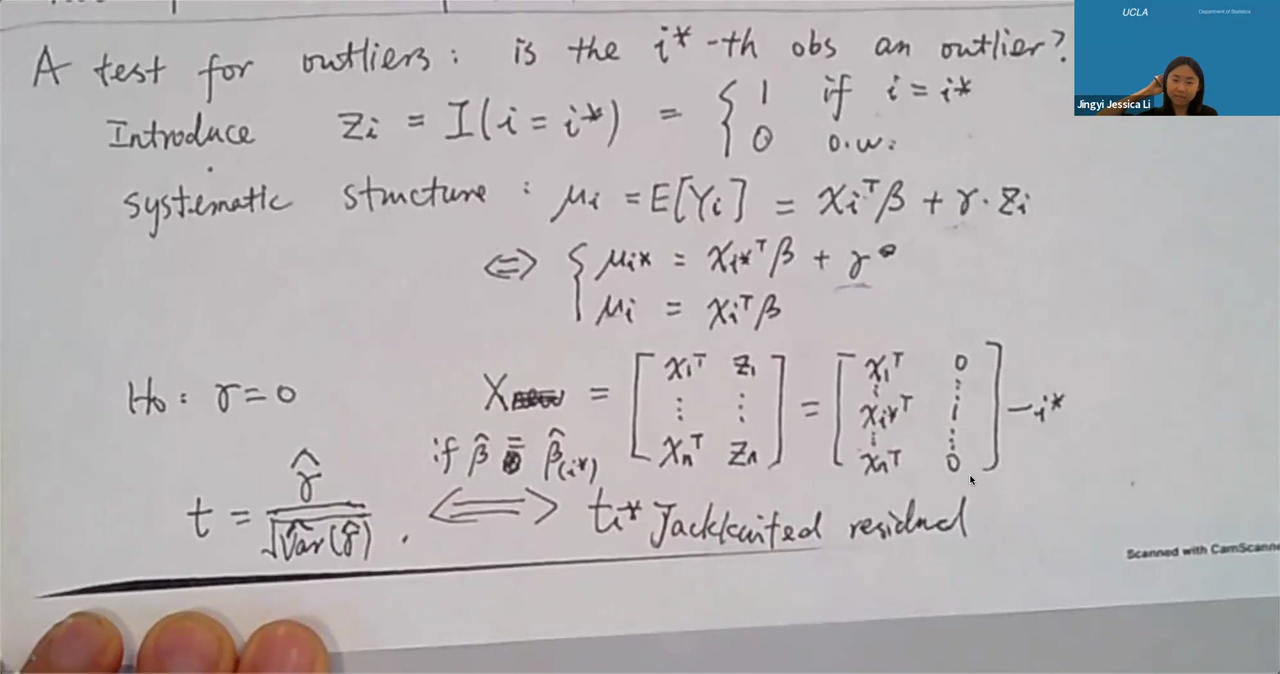 UCLA
Department of Statistics
Jingyi Jessica Li
A test for outliers: is the i*-th obs an outlier?
Introduce Zi = I(i = i*) = { 1 if i = i*
0 o.w.
systematic structure: μi = E[Yi] = xiᵀβ + γ·Zi
⇔ { μi* = xi*ᵀβ + γ
μi = xiᵀβ
H₀: γ = 0 X = [ x₁ᵀ z₁ ⋮ ⋮ xnᵀ zn ] = [ x₁ᵀ 0 ⋮ ⋮ xi*ᵀ 1 ⋮ ⋮ xnᵀ 0 ] – i*
if β̂ = β̂(i*)
t = γ̂ / √V̂ar(γ̂) . ⇔ ti* Jackknifed residual
Scanned with CamScanne